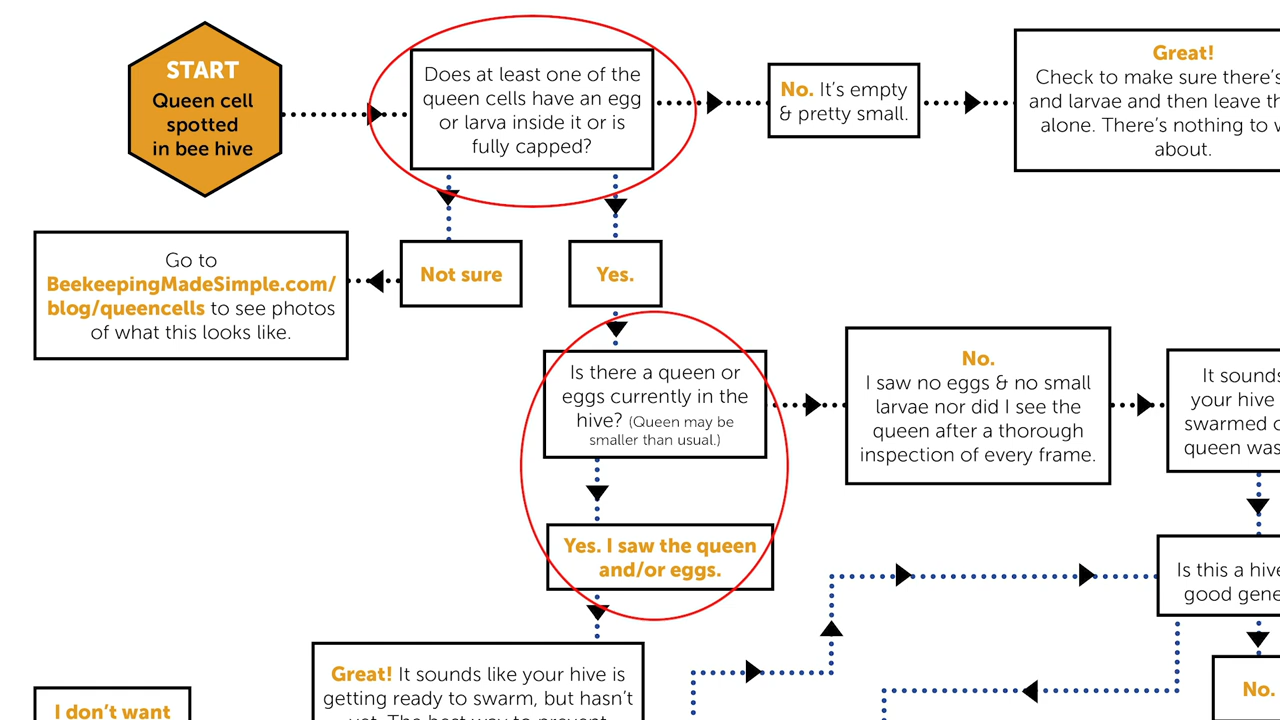 START
Queen cell
spotted
in bee hive
Does at least one of the
queen cells have an egg
or larva inside it or is
fully capped?
No. It's empty
& pretty small.
Great!
Check to make sure there's
and larvae and then leave
alone. There's nothing to
about.
Go to
BeekeepingMadeSimple.com/
blog/queencells to see photos
of what this looks like.
Not sure
Yes.
Is there a queen or
eggs currently in the
hive? (Queen may be
smaller than usual.)
No.
I saw no eggs & no small
larvae nor did I see the
queen after a thorough
inspection of every frame.
It sounds
your hive
swarmed
queen was
Yes. I saw the queen
and/or eggs.
Is this a hive
good
Great! It sounds like your hive is
getting ready to swarm, but hasn't
yet. The best way to prevent
No.
I don't want